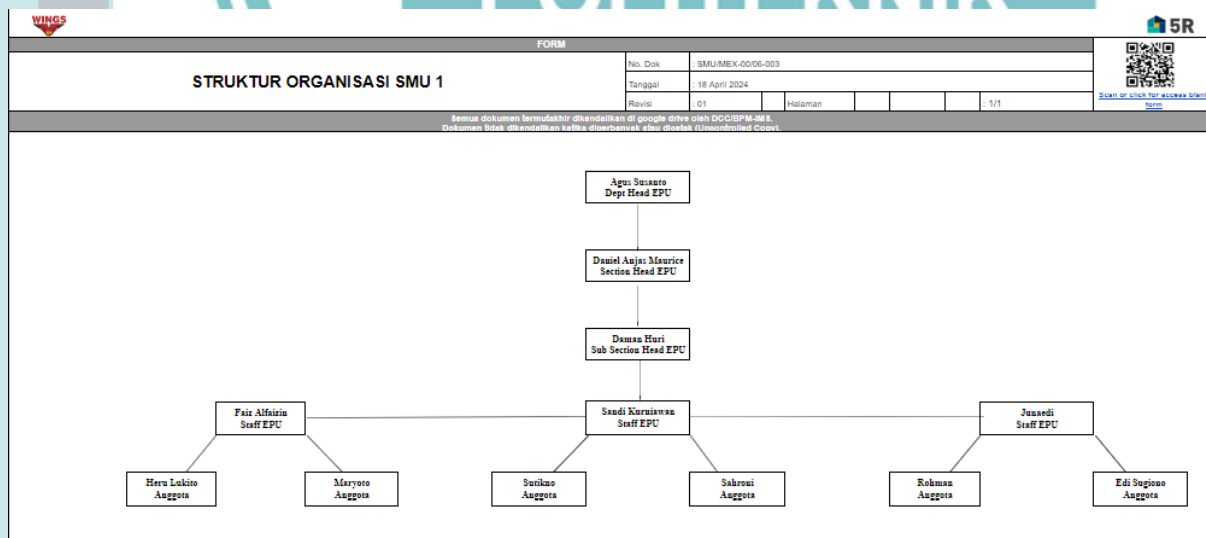 WINGS
5R
FORM
STRUKTUR ORGANISASI SMU 1
No. Dok : SMU/MEX-00/06-003
Tanggal : 18 April 2024
Revisi : 01 Halaman : 1/1
Scan or click for access blank
form
Semua dokumen termutakhir dikendalikan di google drive oleh DCC/BPM-IMS.
Dokumen tidak dikendalikan ketika diperbanyak atau dicetak (Uncontrolled Copy).
Agus Susanto
Dept Head EPU
Daniel Anjas Maurice
Section Head EPU
Daman Huri
Sub Section Head EPU
Faiz Alfaizin
Staff EPU
Sandi Kurniawan
Staff EPU
Junaedi
Staff EPU
Heru Lukito
Anggota
Maryoto
Anggota
Sutikno
Anggota
Sahroni
Anggota
Rohman
Anggota
Edi Sugiono
Anggota